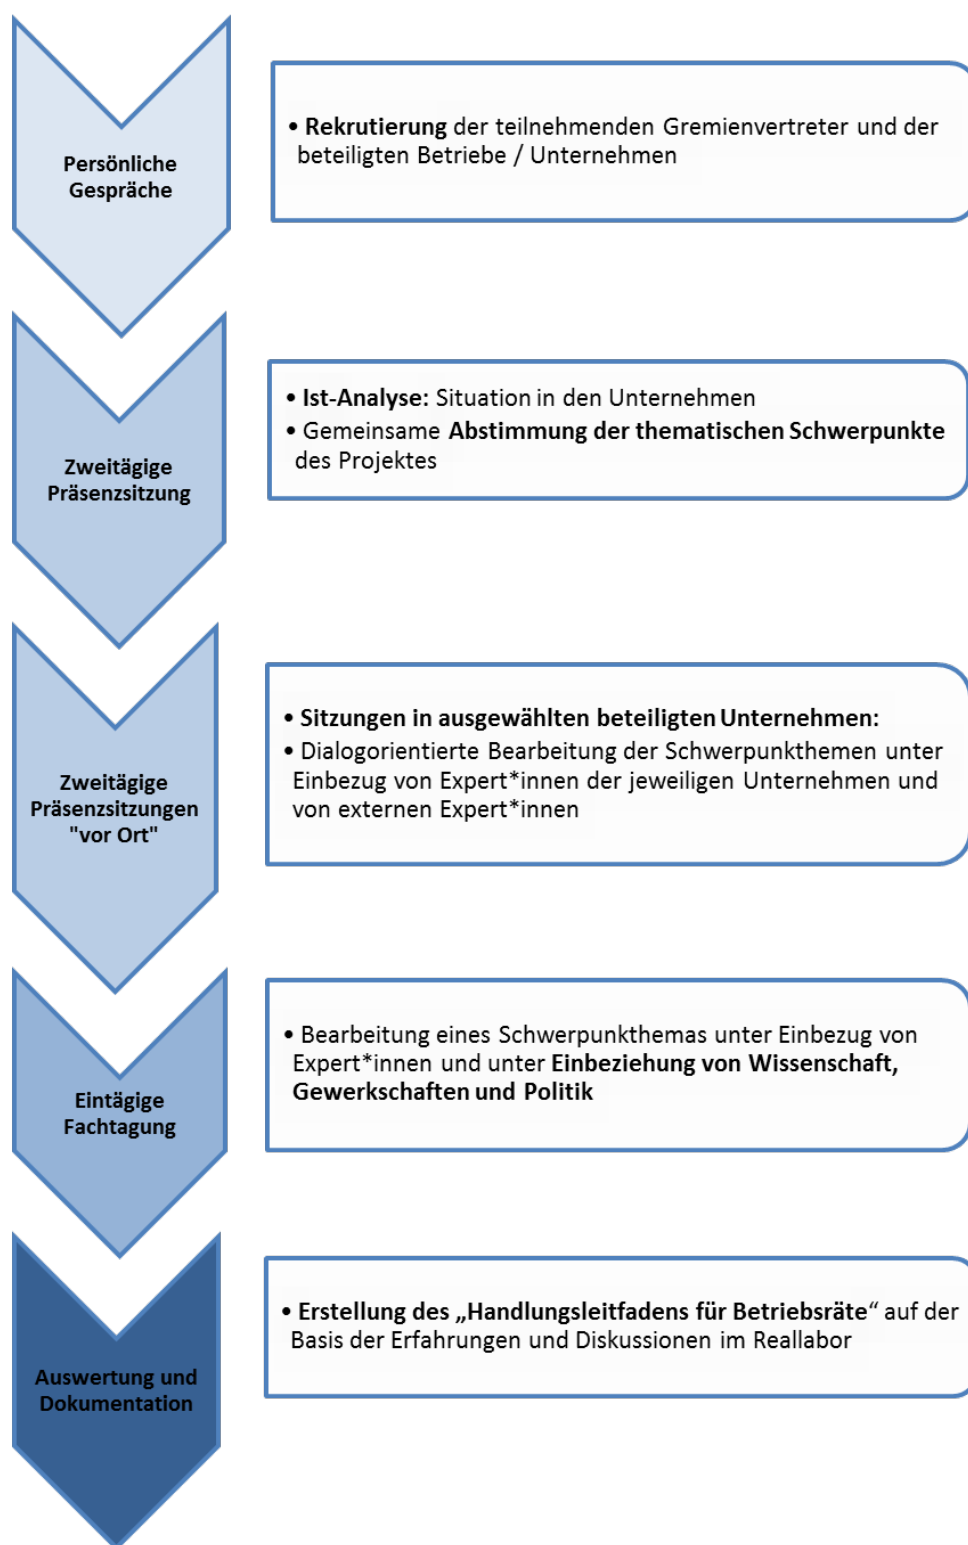 Persönliche
Gespräche
• Rekrutierung der teilnehmenden Gremienvertreter und der
beteiligten Betriebe / Unternehmen
Zweitägige
Präsenzsitzung
• Ist-Analyse: Situation in den Unternehmen
• Gemeinsame Abstimmung der thematischen Schwerpunkte
des Projektes
Zweitägige
Präsenzsitzungen
"vor Ort"
• Sitzungen in ausgewählten beteiligten Unternehmen:
• Dialogorientierte Bearbeitung der Schwerpunkthemen unter
Einbezug von Expert*innen der jeweiligen Unternehmen und
von externen Expert*innen
Eintägige
Fachtagung
• Bearbeitung eines Schwerpunkthemas unter Einbezug von
Expert*innen und unter Einbeziehung von Wissenschaft,
Gewerkschaften und Politik
Auswertung und
Dokumentation
• Erstellung des „Handlungsleitfadens für Betriebsräte“ auf der
Basis der Erfahrungen und Diskussionen im Reallabor